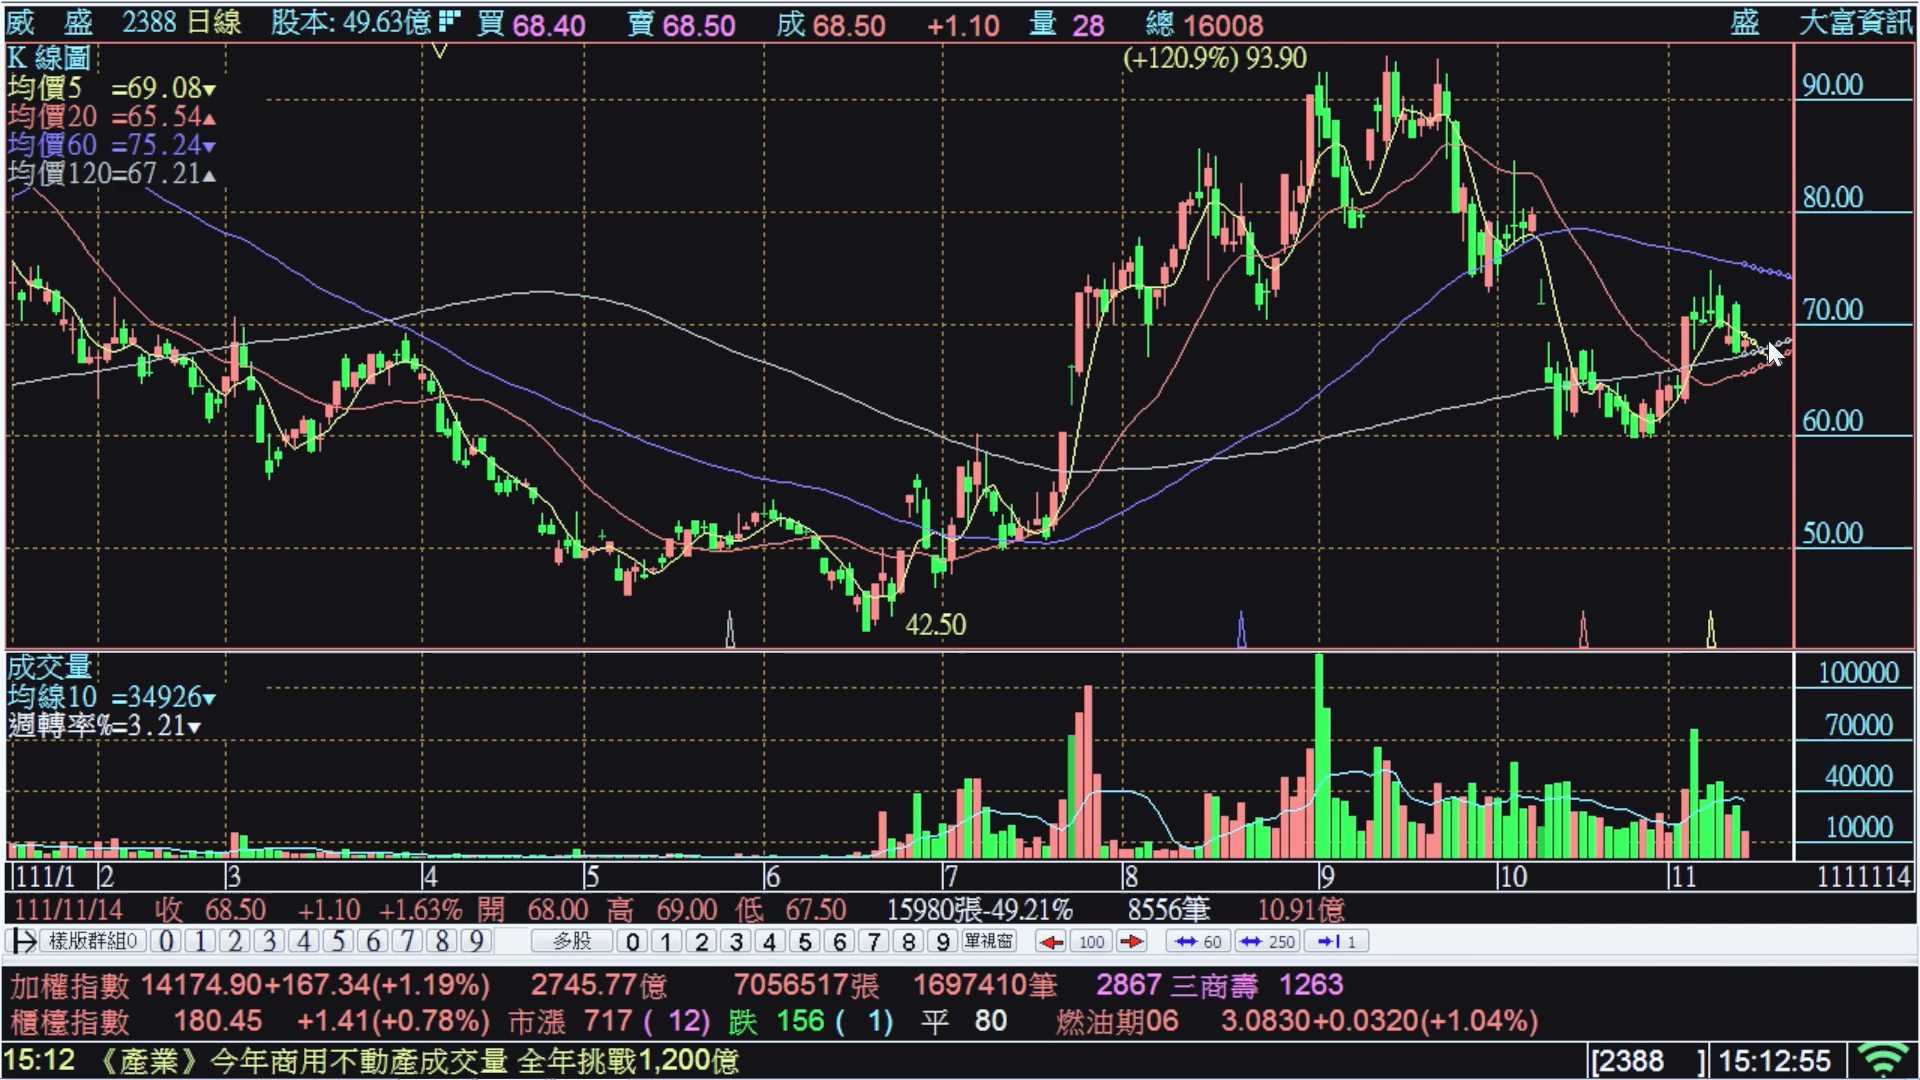 威 盛 2388 日線 股本: 49.63億 買 68.40 賣 68.50 成 68.50 +1.10 量 28 總 16008 盛 大富資訊
K 線圖 (+120.9%) 93.90
均價5 =69.08▼
均價20 =65.54▲
均價60 =75.24▼
均價120=67.21▲
90.00
80.00
70.00
60.00
50.00
42.50
成交量
均線10 =34926▼
週轉率%=3.21▼
100000
70000
40000
10000
111/1 2 3 4 5 6 7 8 9 10 11 1111114
111/11/14 收 68.50 +1.10 +1.63% 開 68.00 高 69.00 低 67.50 15980張-49.21% 8556筆 10.91億
樣版群組0 0 1 2 3 4 5 6 7 8 9 多股 0 1 2 3 4 5 6 7 8 9 單視窗 100 60 250 1
加權指數 14174.90+167.34(+1.19%) 2745.77億 7056517張 1697410筆 2867 三商壽 1263
櫃檯指數 180.45 +1.41(+0.78%) 市漲 717 ( 12) 跌 156 ( 1) 平 80 燃油期06 3.0830+0.0320(+1.04%)
15:12 《產業》今年商用不動產成交量 全年挑戰1,200億 [2388 ] 15:12:55